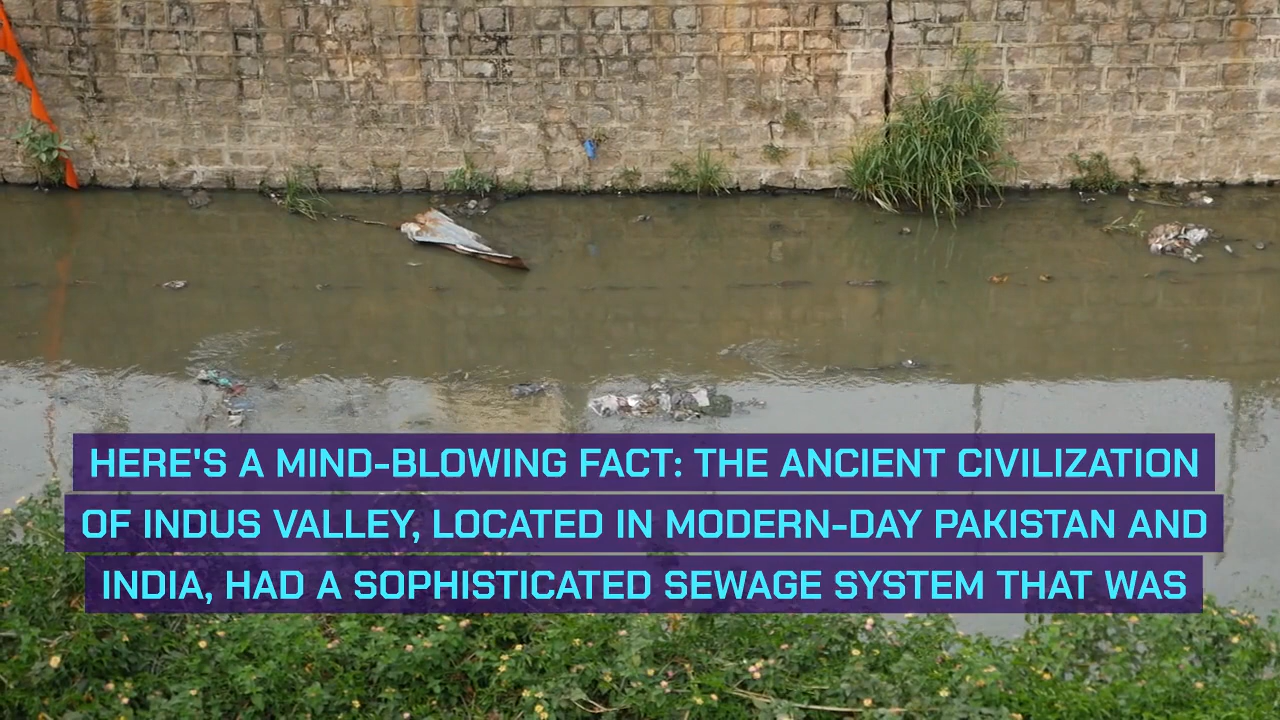 HERE'S A MIND-BLOWING FACT: THE ANCIENT CIVILIZATION
OF INDUS VALLEY, LOCATED IN MODERN-DAY PAKISTAN AND
INDIA, HAD A SOPHISTICATED SEWAGE SYSTEM THAT WAS